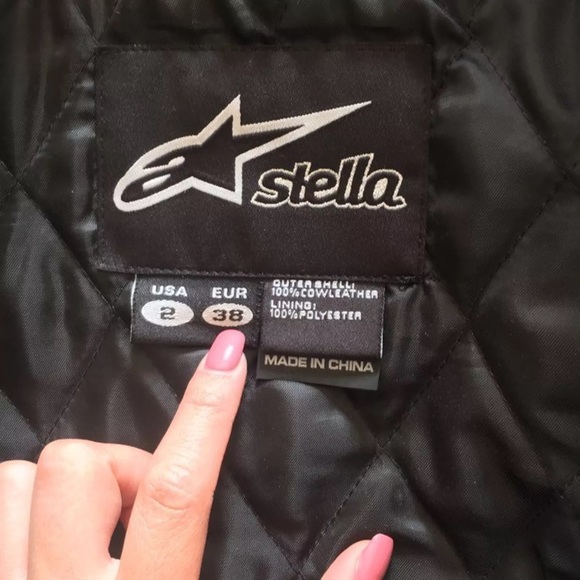 stella
USA EUR
2 38
OUTER SHELL:
100%COWLEATHER
LINING:
100%POLYESTER
MADE IN CHINA